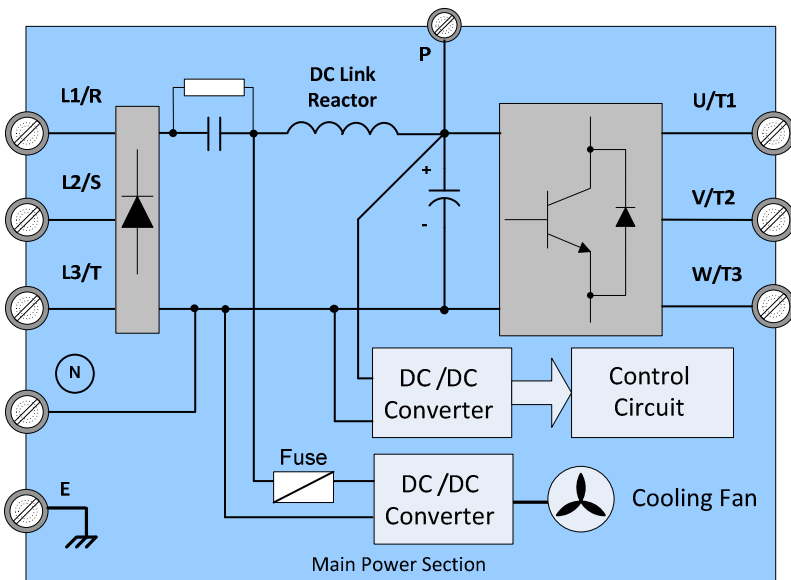 P
DC Link
Reactor
L1/R
U/T1
L2/S
+
V/T2
-
L3/T
W/T3
N
DC /DC
Converter
Control
Circuit
Fuse
E
DC /DC
Converter
Cooling Fan
Main Power Section